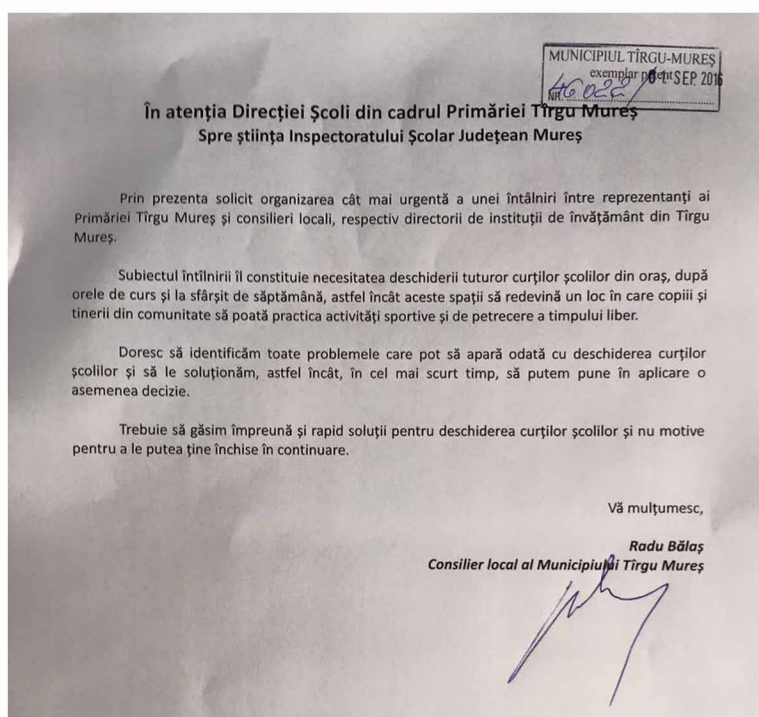 MUNICIPIUL TÎRGU-MUREȘ
exemplar SEP. 2016
NR. 46022
În atenția Direcției Școli din cadrul Primăriei Tîrgu Mureș
Spre știința Inspectoratului Școlar Județean Mureș
Prin prezenta solicit organizarea cât mai urgentă a unei întâlniri între reprezentanți ai
Primăriei Tîrgu Mureș și consilieri locali, respectiv directorii de instituții de învățământ din Tîrgu
Mureș.
Subiectul întîlnirii îl constituie necesitatea deschiderii tuturor curților școlilor din oraș, după
orele de curs și la sfârșit de săptămână, astfel încât aceste spații să redevină un loc în care copiii și
tinerii din comunitate să poată practica activități sportive și de petrecere a timpului liber.
Doresc să identificăm toate problemele care pot să apară odată cu deschiderea curților
școlilor și să le soluționăm, astfel încât, în cel mai scurt timp, să putem pune în aplicare o
asemenea decizie.
Trebuie să găsim împreună și rapid soluții pentru deschiderea curților școlilor și nu motive
pentru a le putea ține închise în continuare.
Vă mulțumesc,
Radu Bălaș
Consilier local al Municipiului Tîrgu Mureș